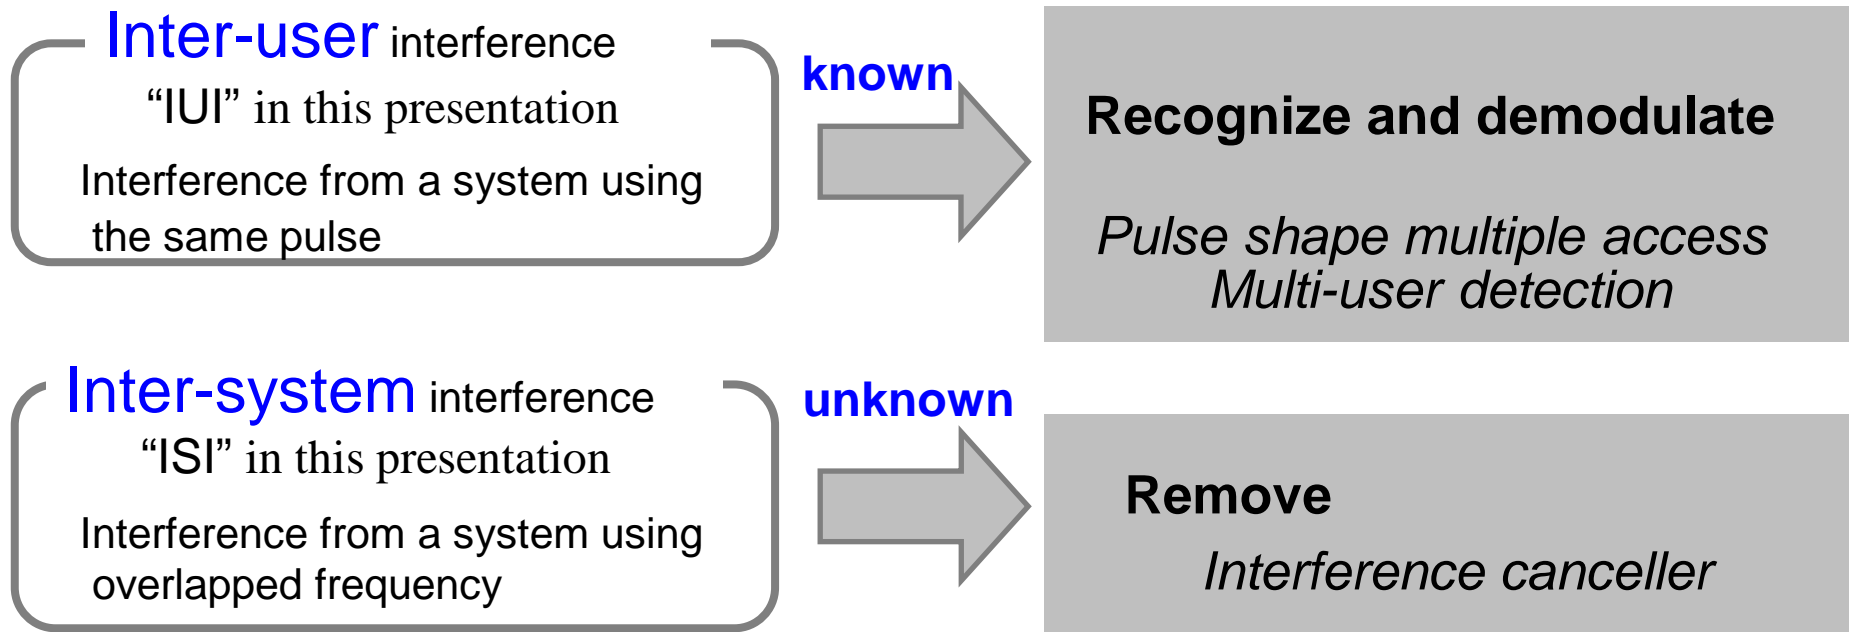 Inter-user interference
“IUI” in this presentation
Interference from a system using
the same pulse
known
Recognize and demodulate
Pulse shape multiple access
Multi-user detection
Inter-system interference
“ISI” in this presentation
Interference from a system using
overlapped frequency
unknown
Remove
Interference canceller